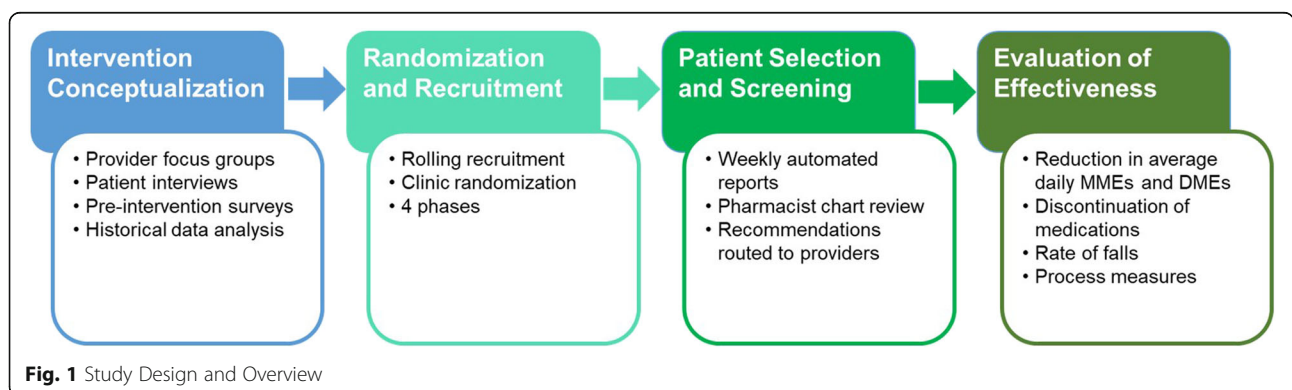 Intervention
Conceptualization
• Provider focus groups
• Patient interviews
• Pre-intervention surveys
• Historical data analysis
Randomization
and Recruitment
• Rolling recruitment
• Clinic randomization
• 4 phases
Patient Selection
and Screening
• Weekly automated
reports
• Pharmacist chart review
• Recommendations
routed to providers
Evaluation of
Effectiveness
• Reduction in average
daily MMEs and DMEs
• Discontinuation of
medications
• Rate of falls
• Process measures
Fig. 1 Study Design and Overview